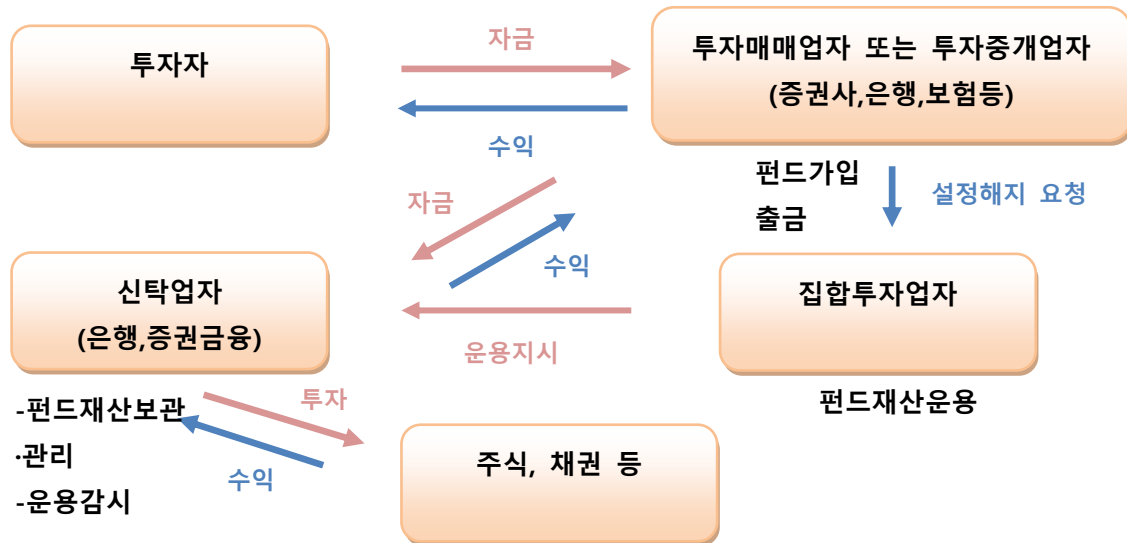 투자자
자금
수익
투자매매업자 또는 투자중개업자
(증권사,은행,보험등)
펀드가입
출금
설정해지 요청
자금
수익
신탁업자
(은행,증권금융)
운용지시
집합투자업자
펀드재산운용
-펀드재산보관
·관리
-운용감시
투자
수익
주식, 채권 등